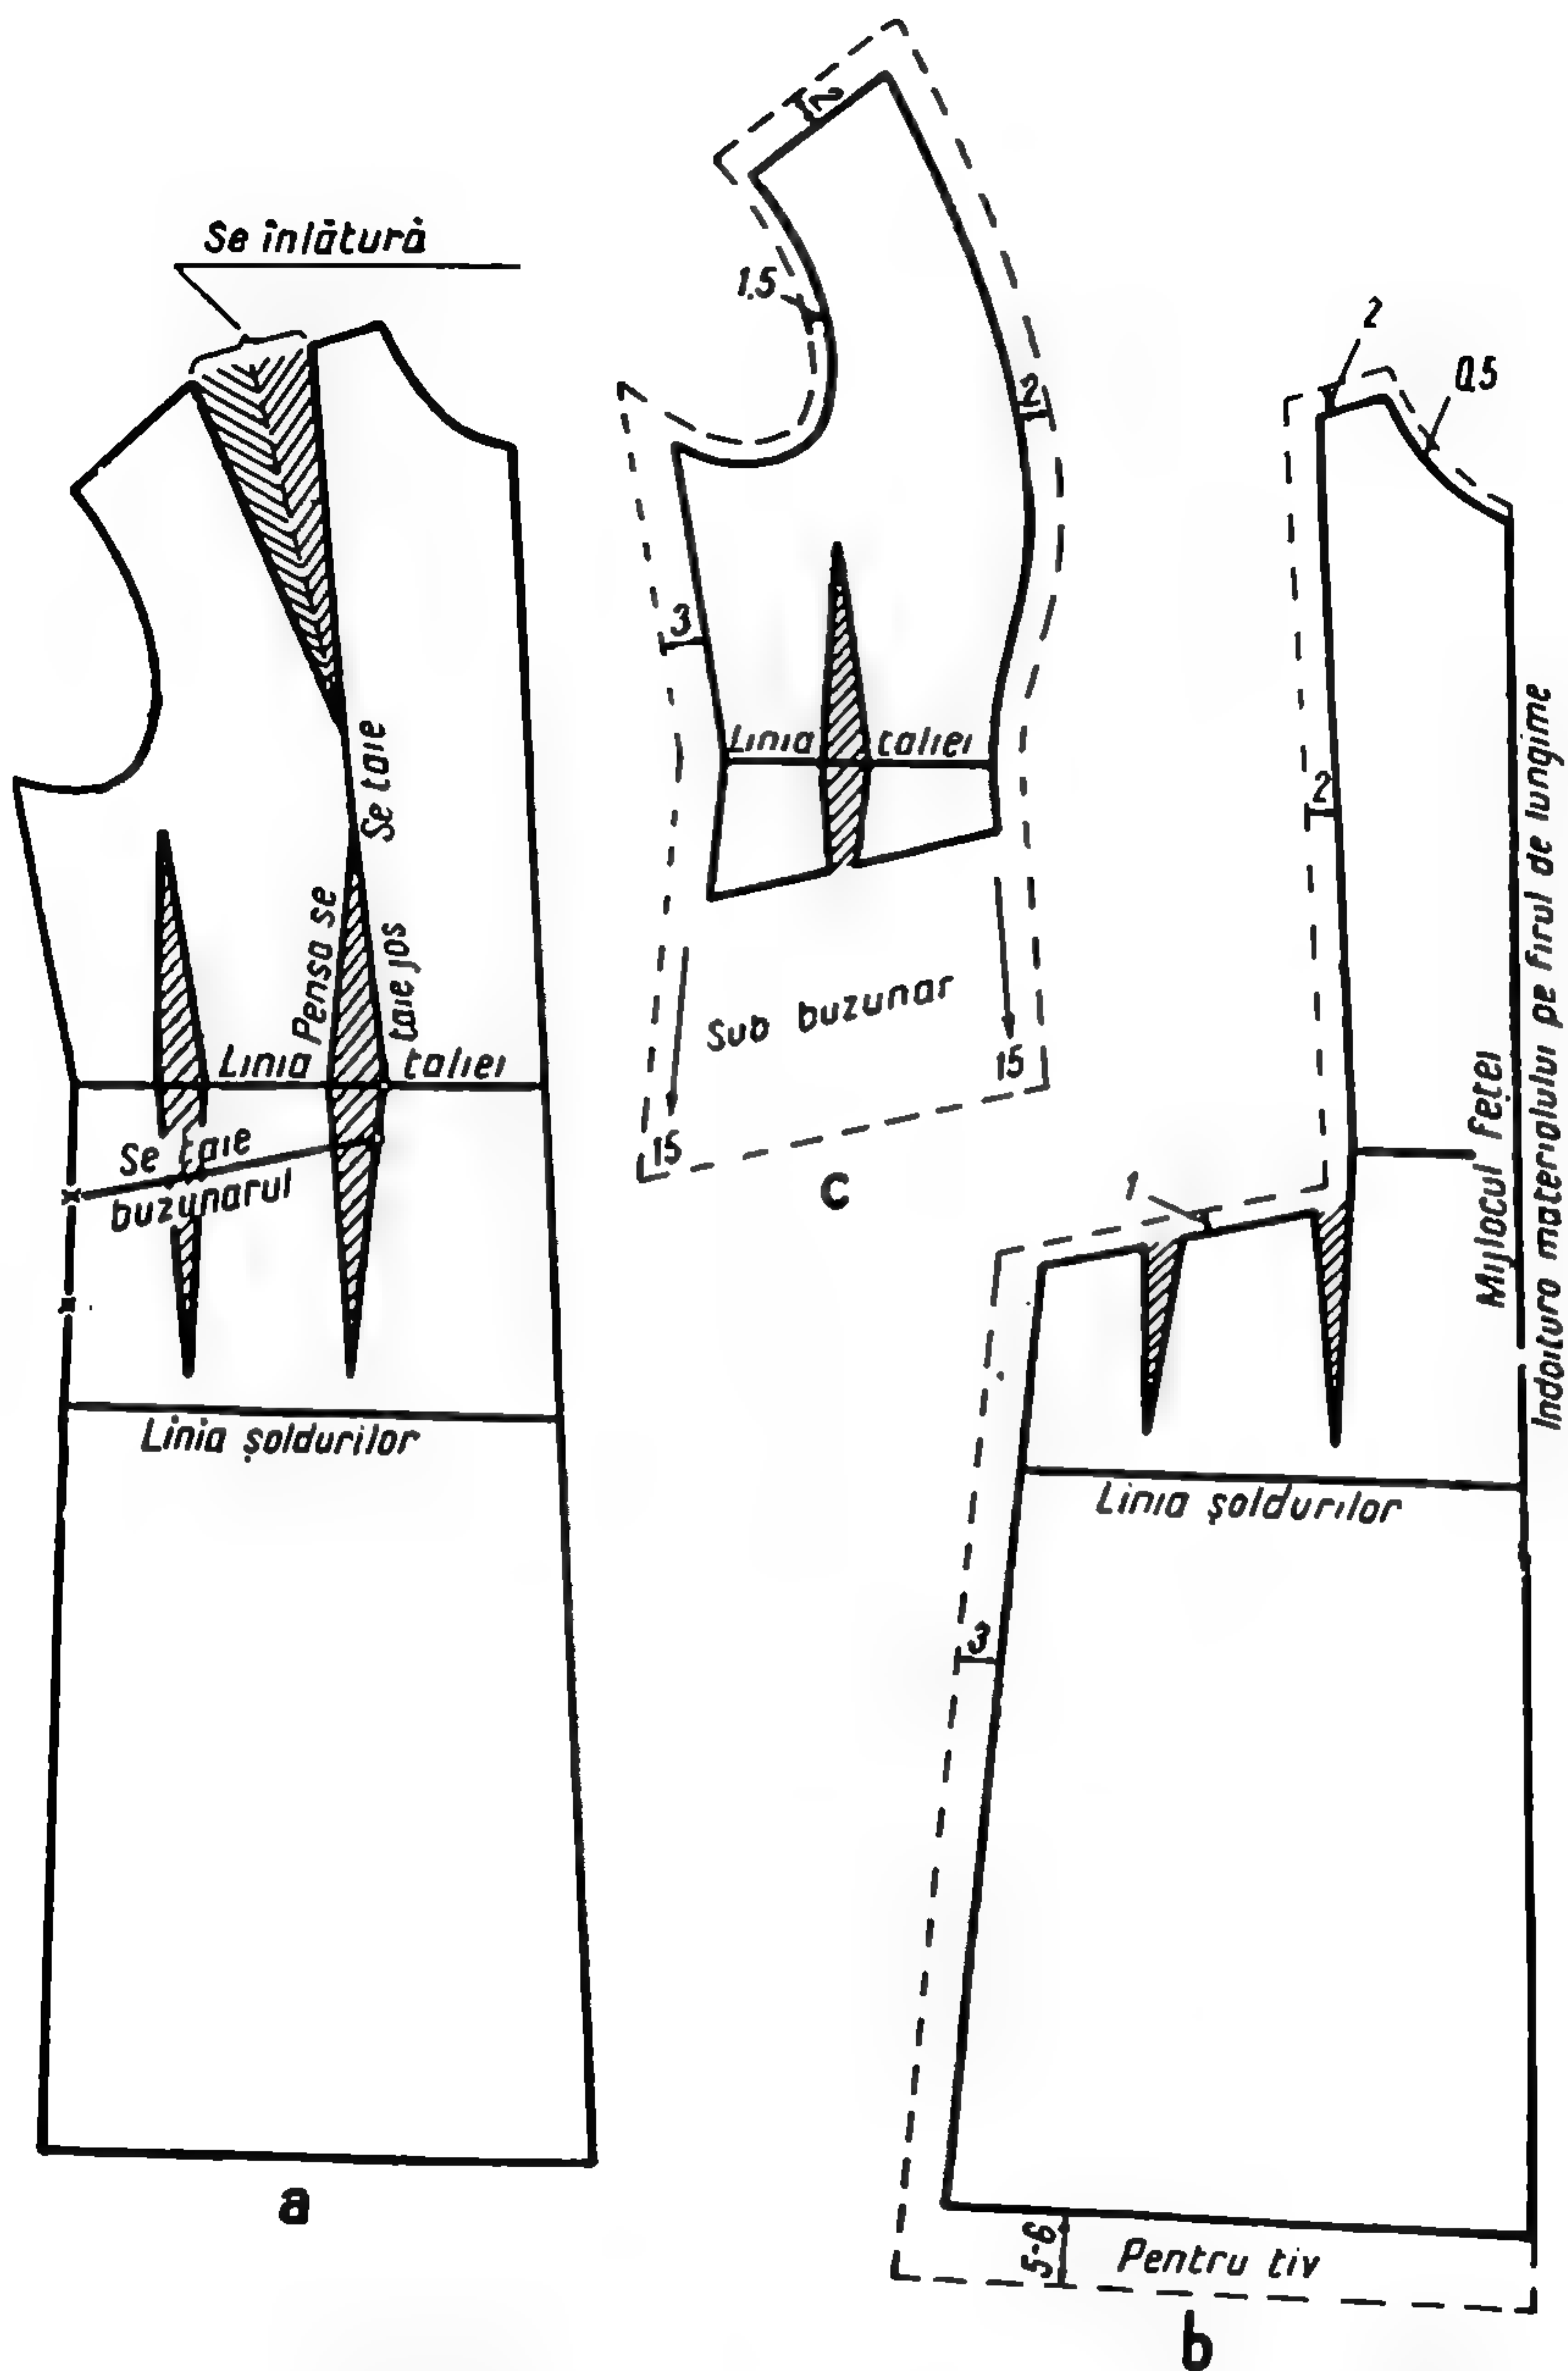 Se înlătură
Se taie
Pensa se
taie jos
Linia taliei
Se taie
buzunarul
Linia șoldurilor
a
2
1.5
2
3
Linia taliei
Sub buzunar
15
15
c
2
0.5
2
1
Mijlocul feței
Indoitura materialului pe firul de lungime
Linia șoldurilor
3
5-6
Pentru tiv
b